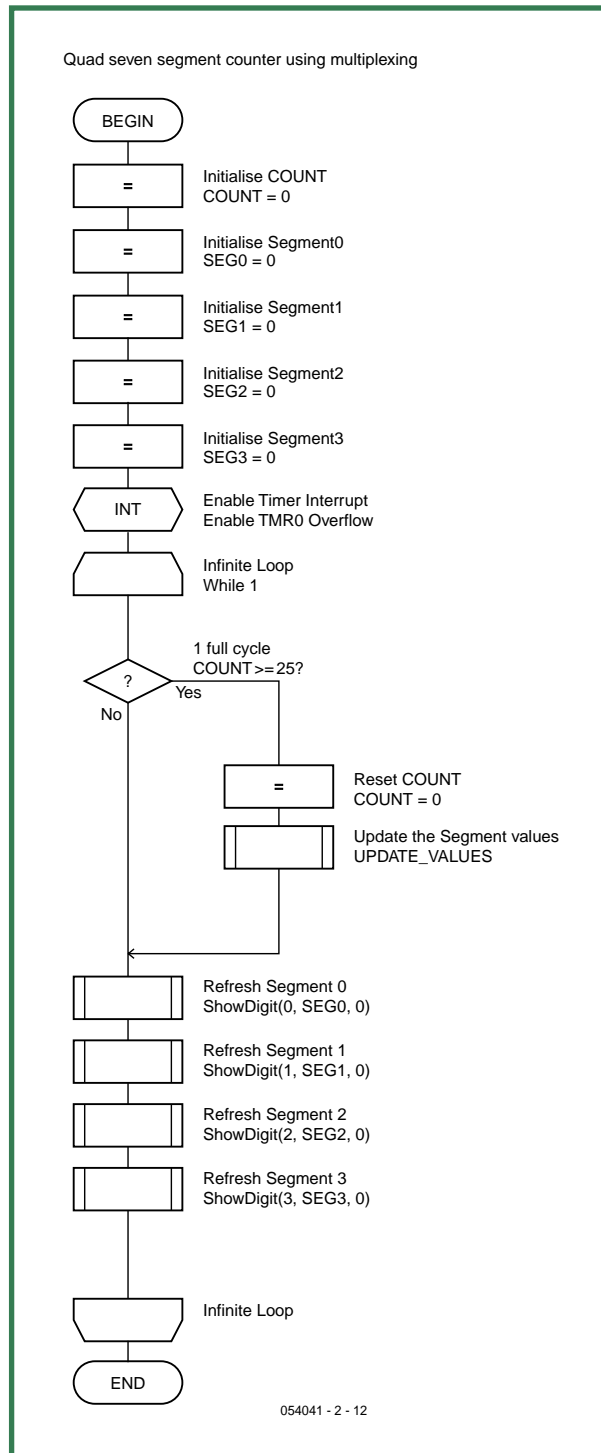 Quad seven segment counter using multiplexing
BEGIN
=
Initialise COUNT
COUNT = 0
=
Initialise Segment0
SEG0 = 0
=
Initialise Segment1
SEG1 = 0
=
Initialise Segment2
SEG2 = 0
=
Initialise Segment3
SEG3 = 0
INT
Enable Timer Interrupt
Enable TMR0 Overflow
Infinite Loop
While 1
1 full cycle
COUNT>=25?
?
Yes
No
=
Reset COUNT
COUNT = 0
Update the Segment values
UPDATE_VALUES
Refresh Segment 0
ShowDigit(0, SEG0, 0)
Refresh Segment 1
ShowDigit(1, SEG1, 0)
Refresh Segment 2
ShowDigit(2, SEG2, 0)
Refresh Segment 3
ShowDigit(3, SEG3, 0)
Infinite Loop
END
054041 - 2 - 12